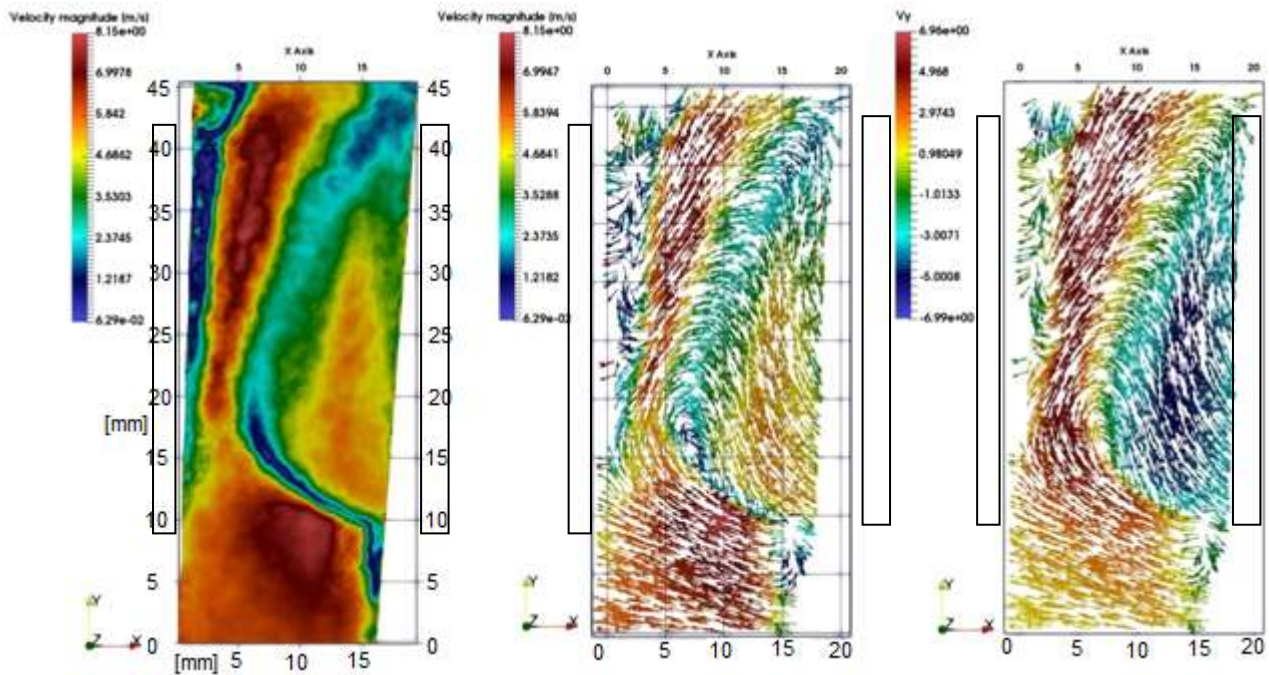 Velocity magnitude (m/s)
8.15e+00
6.9978
5.842
4.6862
3.5303
2.3745
1.2187
6.29e-02
X Axis
5 10 15
45 45
40 40
35 35
30 30
25 25
20 20
[mm]
15 15
10 10
5 5
0 0
Y
Z X
[mm] 5 10 15
Velocity magnitude (m/s)
8.15e+00
6.9947
5.8394
4.6841
3.5288
2.3735
1.2182
6.29e-02
X Axis
0 5 10 15 20
Y
Z X
0 5 10 15 20
Vy
6.96e+00
4.968
2.9743
0.98049
-1.0133
-3.0071
-5.0008
-6.99e+00
X Axis
0 5 10 15 20
Y
Z X
0 5 10 15 20